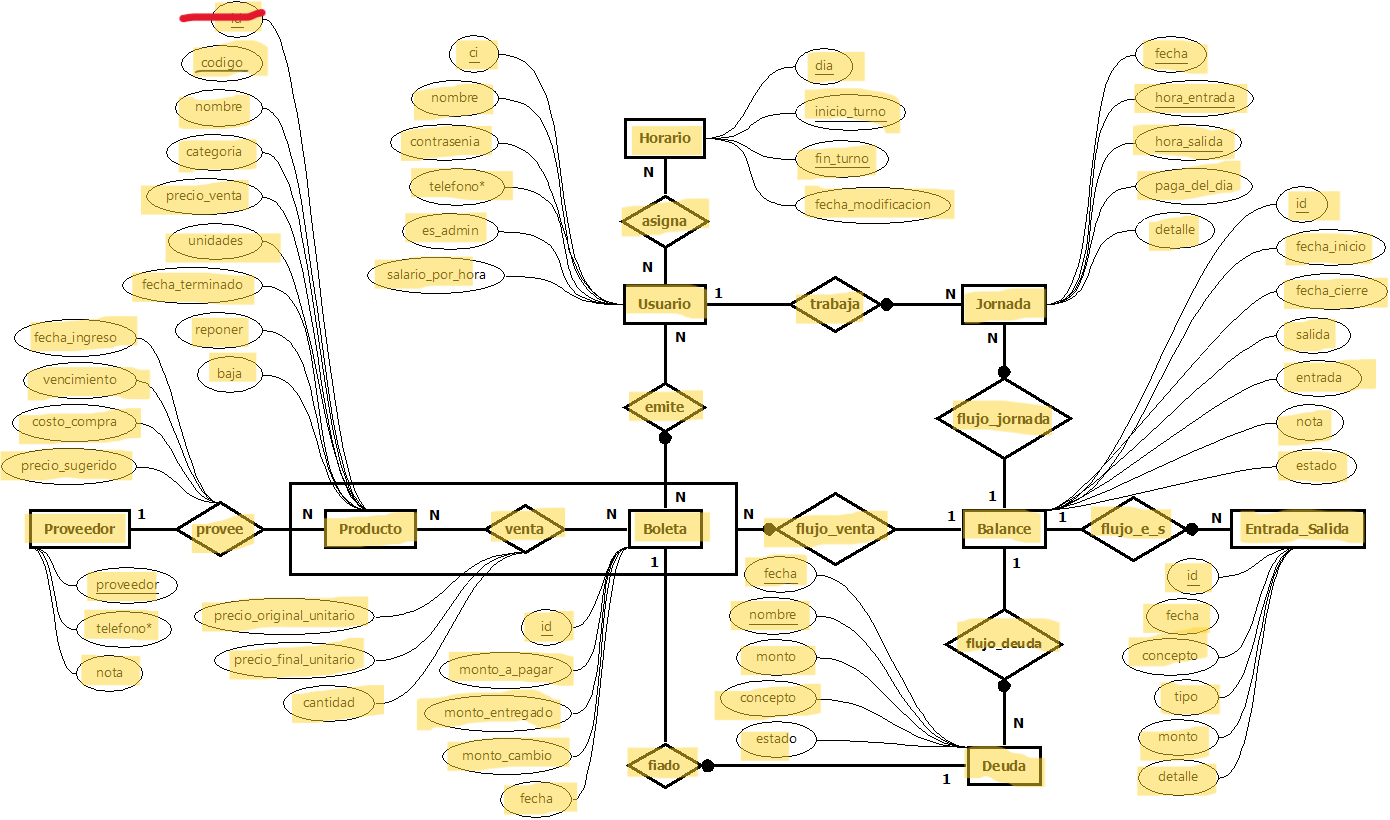 id
codigo
nombre
categoria
precio_venta
unidades
fecha_terminado
reponer
baja
ci
nombre
contrasenia
telefono*
es_admin
salario_por_hora
Horario
dia
inicio_turno
fin_turno
fecha_modificacion
N
asigna
N
Usuario
1
trabaja
N
Jornada
fecha
hora_entrada
hora_salida
paga_del_dia
detalle
id
fecha_inicio
fecha_cierre
salida
entrada
nota
estado
N
emite
N
N
flujo_jornada
1
fecha_ingreso
vencimiento
costo_compra
precio_sugerido
Proveedor
1
provee
N
Producto
N
venta
N
Boleta
N
flujo_venta
1
Balance
1
flujo_e_s
N
Entrada_Salida
proveedor
telefono*
nota
precio_original_unitario
precio_final_unitario
cantidad
1
id
monto_a_pagar
monto_entregado
monto_cambio
fecha
fecha
nombre
monto
concepto
estado
1
flujo_deuda
N
fiado
1
Deuda
id
fecha
concepto
tipo
monto
detalle